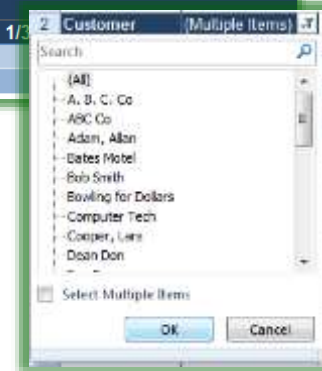 1/3
2 Customer (Multiple Items)
Search
(All)
A. B. C. Co
ABC Co
Adam, Allan
Bates Motel
Bob Smith
Bowling for Dollars
Computer Tech
Cooper, Lara
Dean Don
Select Multiple Items
OK Cancel